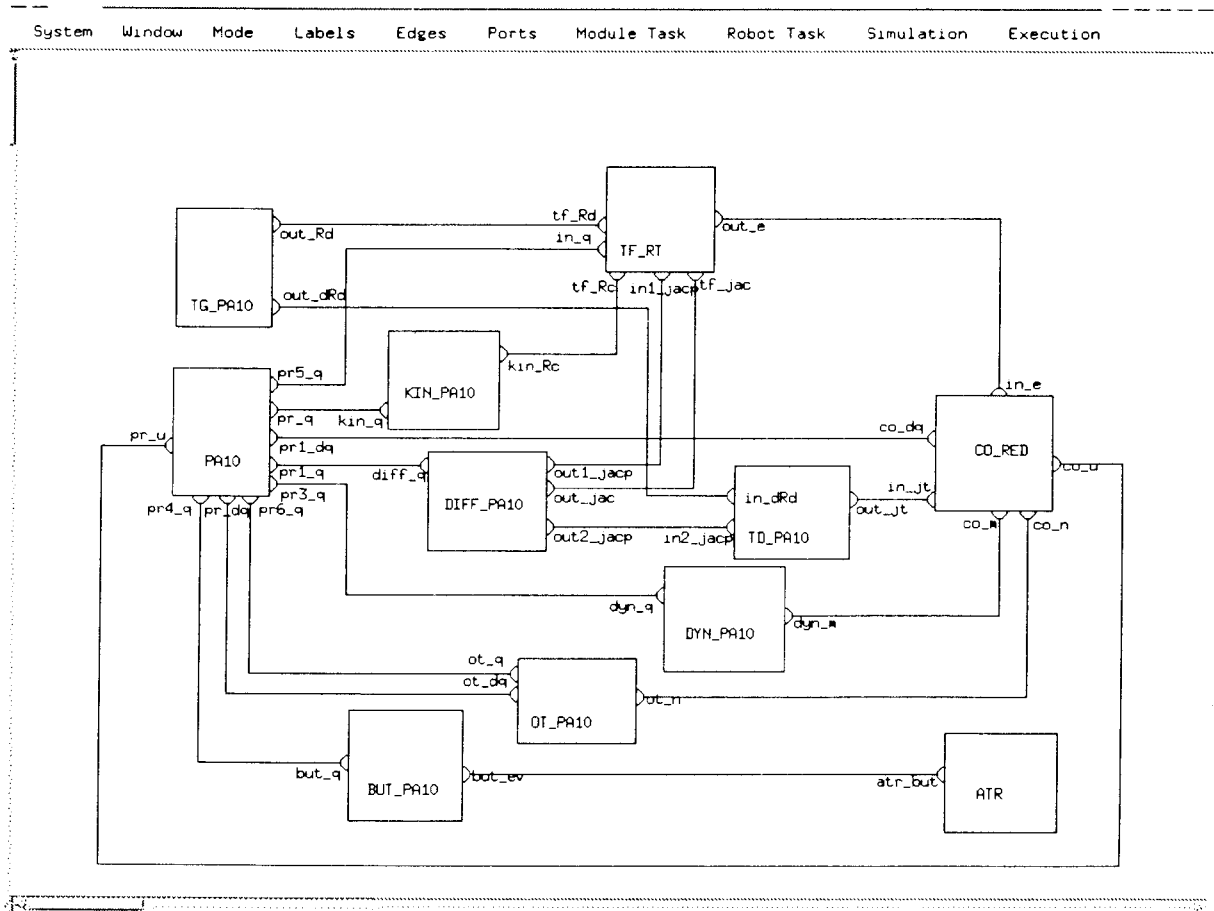 System Window Mode Labels Edges Ports Module Task Robot Task Simulation Execution
tf_Rd
out_Rd
out_e
in_q
TF_RT
tf_Rc
in1_jacp
tf_jac
out_dRd
TG_PA10
kin_Rc
pr5_q
KIN_PA10
in_e
pr_q
kin_q
co_dq
pr_u
pr1_dq
CO_RED
PA10
co_u
pr1_q
diff_q
out1_jacp
pr3_q
out_jac
in_dRd
in_jt
DIFF_PA10
out_jt
pr4_q
pr_dq
pr6_q
co_m
co_n
out2_jacp
in2_jacp
TD_PA10
dyn_q
dyn_m
DYN_PA10
ot_q
ot_dq
ot_n
OT_PA10
but_q
but_ev
atr_but
BUT_PA10
ATR